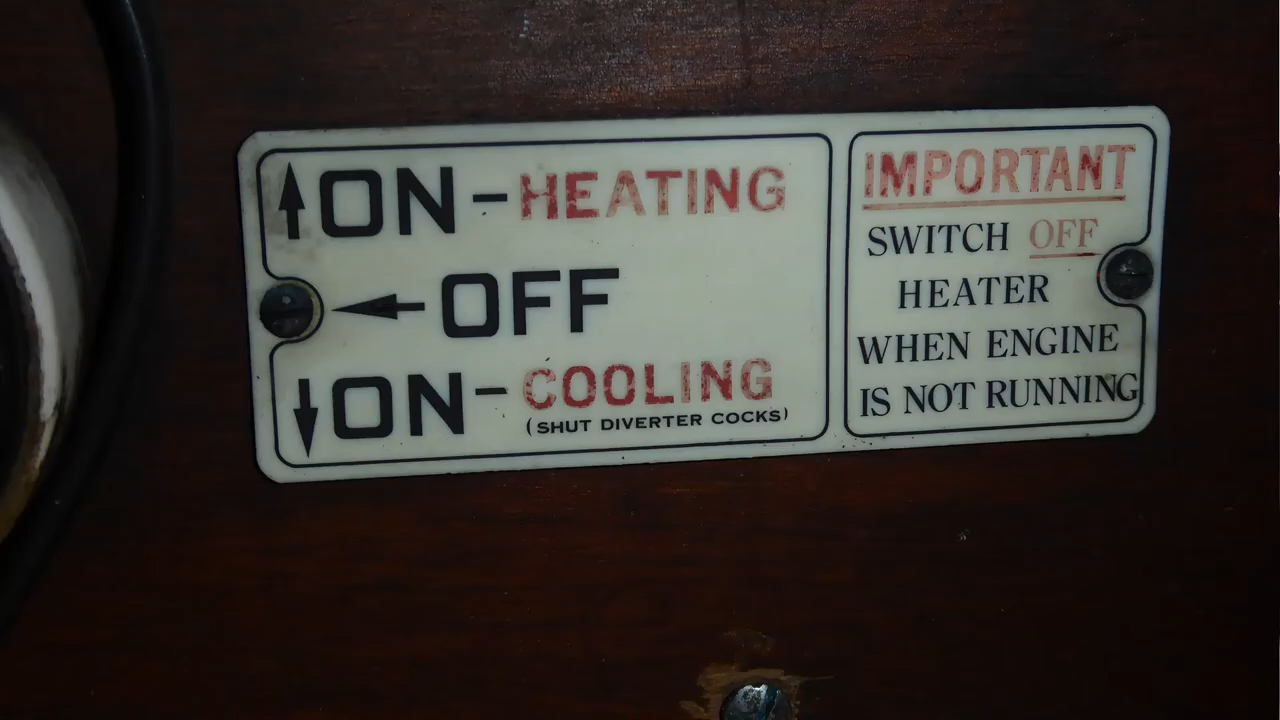 ON-HEATING
OFF
ON-COOLING
(SHUT DIVERTER COCKS)
IMPORTANT
SWITCH OFF
HEATER
WHEN ENGINE
IS NOT RUNNING